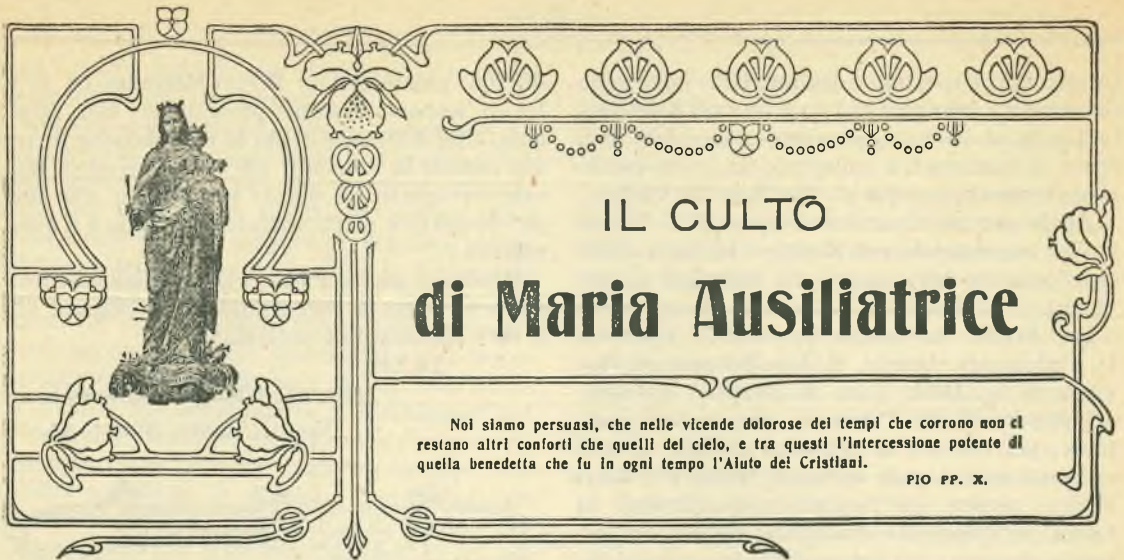 IL CULTO
di Maria Ausiliatrice
Noi siamo persuasi, che nelle vicende dolorose dei tempi che corrono non ci
restano altri conforti che quelli del cielo, e tra questi l'intercessione potente di
quella benedetta che fu in ogni tempo l'Aiuto dei Cristiani.
PIO PP. X.